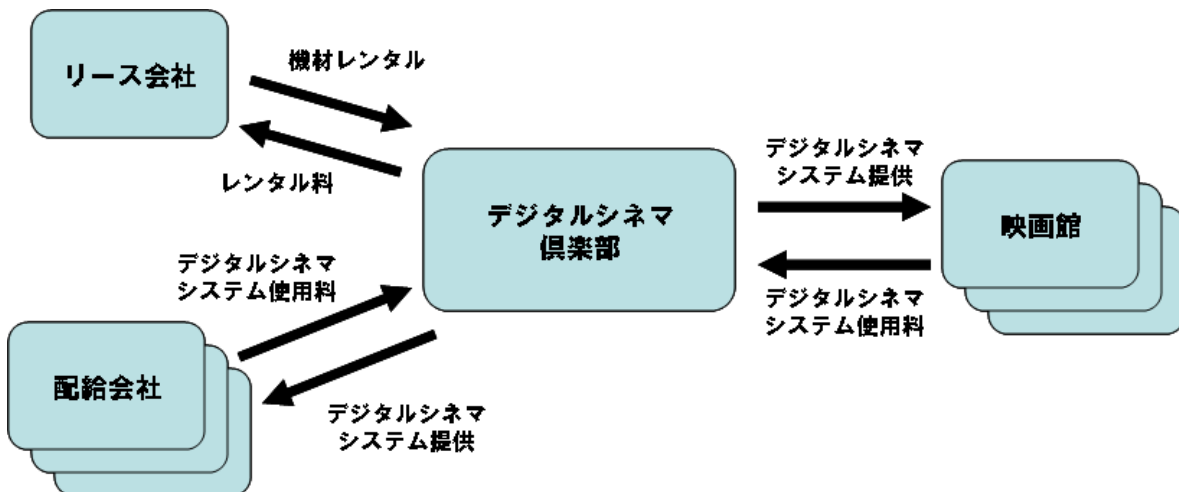 リース会社
機材レンタル
レンタル料
デジタルシネマ
倶楽部
デジタルシネマ
システム提供
映画館
デジタルシネマ
システム使用料
デジタルシネマ
システム使用料
配給会社
デジタルシネマ
システム提供